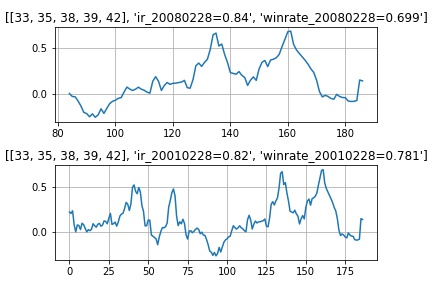 [[33, 35, 38, 39, 42], 'ir_20080228=0.84', 'winrate_20080228=0.699']
0.5
0.0
80 100 120 140 160 180
[[33, 35, 38, 39, 42], 'ir_20010228=0.82', 'winrate_20010228=0.781']
0.5
0.0
0 25 50 75 100 125 150 175